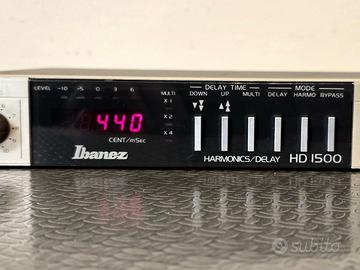 DELAY TIME MODE
LEVEL -10 -5 0 3 6 MULTI DOWN UP MULTI DELAY HARMO BYPASS
X 1
440 X 2
X 4
CENT/mSec
Ibanez HARMONICS/DELAY HD 1500
subito